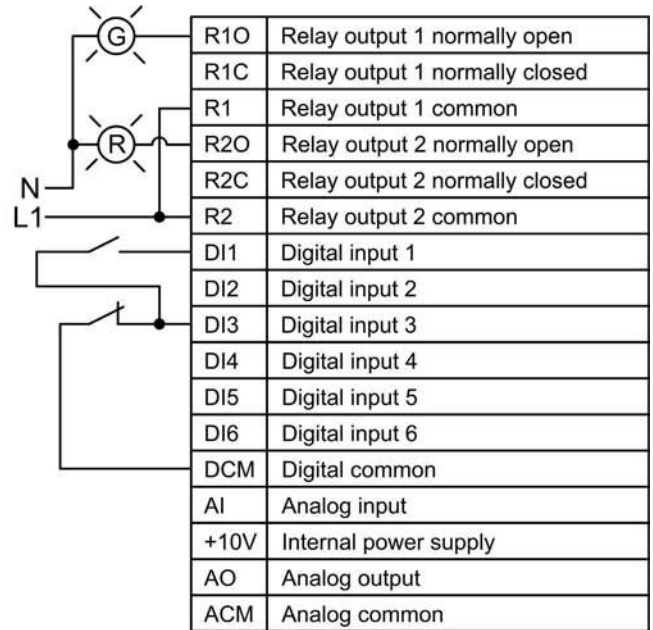 G
R
N
L1
R1O Relay output 1 normally open
R1C Relay output 1 normally closed
R1 Relay output 1 common
R2O Relay output 2 normally open
R2C Relay output 2 normally closed
R2 Relay output 2 common
DI1 Digital input 1
DI2 Digital input 2
DI3 Digital input 3
DI4 Digital input 4
DI5 Digital input 5
DI6 Digital input 6
DCM Digital common
AI Analog input
+10V Internal power supply
AO Analog output
ACM Analog common